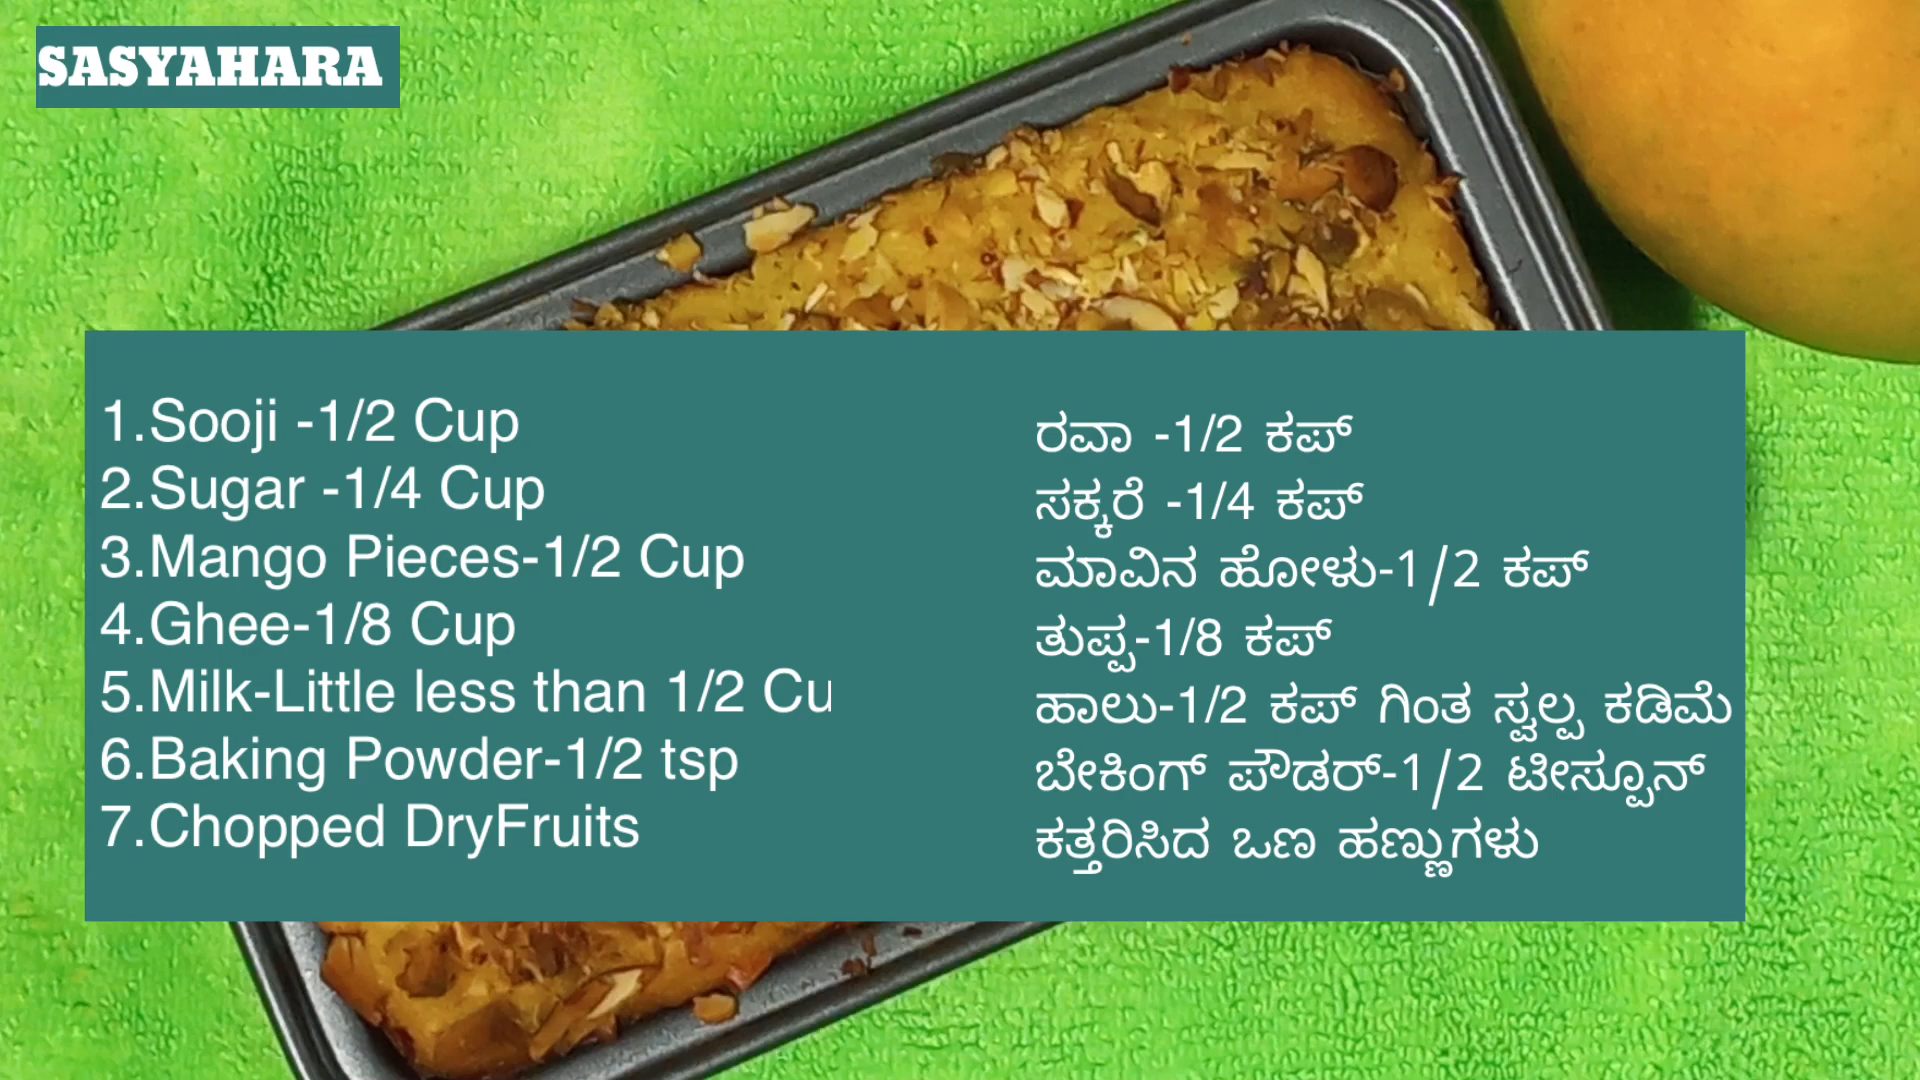 SASYAHARA
1.Sooji -1/2 Cup
2.Sugar -1/4 Cup
3.Mango Pieces-1/2 Cup
4.Ghee-1/8 Cup
5.Milk-Little less than 1/2 Cu
6.Baking Powder-1/2 tsp
7.Chopped DryFruits
ರವಾ -1/2 ಕಪ್
ಸಕ್ಕರೆ -1/4 ಕಪ್
ಮಾವಿನ ಹೋಳು-1/2 ಕಪ್
ತುಪ್ಪ-1/8 ಕಪ್
ಹಾಲು-1/2 ಕಪ್ ಗಿಂತ ಸ್ವಲ್ಪ ಕಡಿಮೆ
ಬೇಕಿಂಗ್ ಪೌಡರ್-1/2 ಟೀಸ್ಪೂನ್
ಕತ್ತರಿಸಿದ ಒಣ ಹಣ್ಣುಗಳು